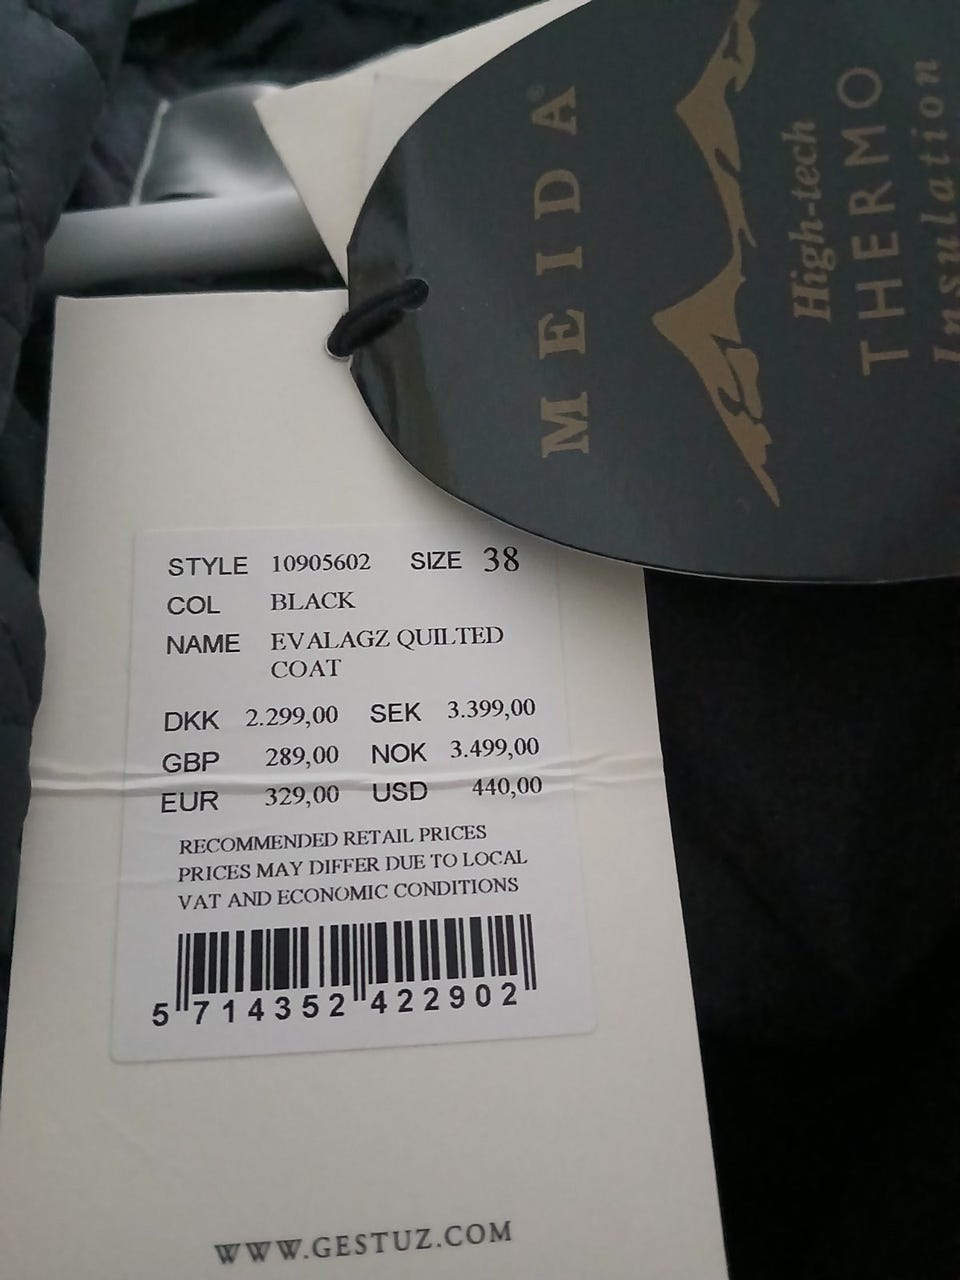 MEIDA®
High-tech
THERMO
Insulation
STYLE 10905602 SIZE 38
COL BLACK
NAME EVALAGZ QUILTED
COAT
DKK 2.299,00 SEK 3.399,00
GBP 289,00 NOK 3.499,00
EUR 329,00 USD 440,00
RECOMMENDED RETAIL PRICES
PRICES MAY DIFFER DUE TO LOCAL
VAT AND ECONOMIC CONDITIONS
5 714352 422902
WWW.GESTUZ.COM